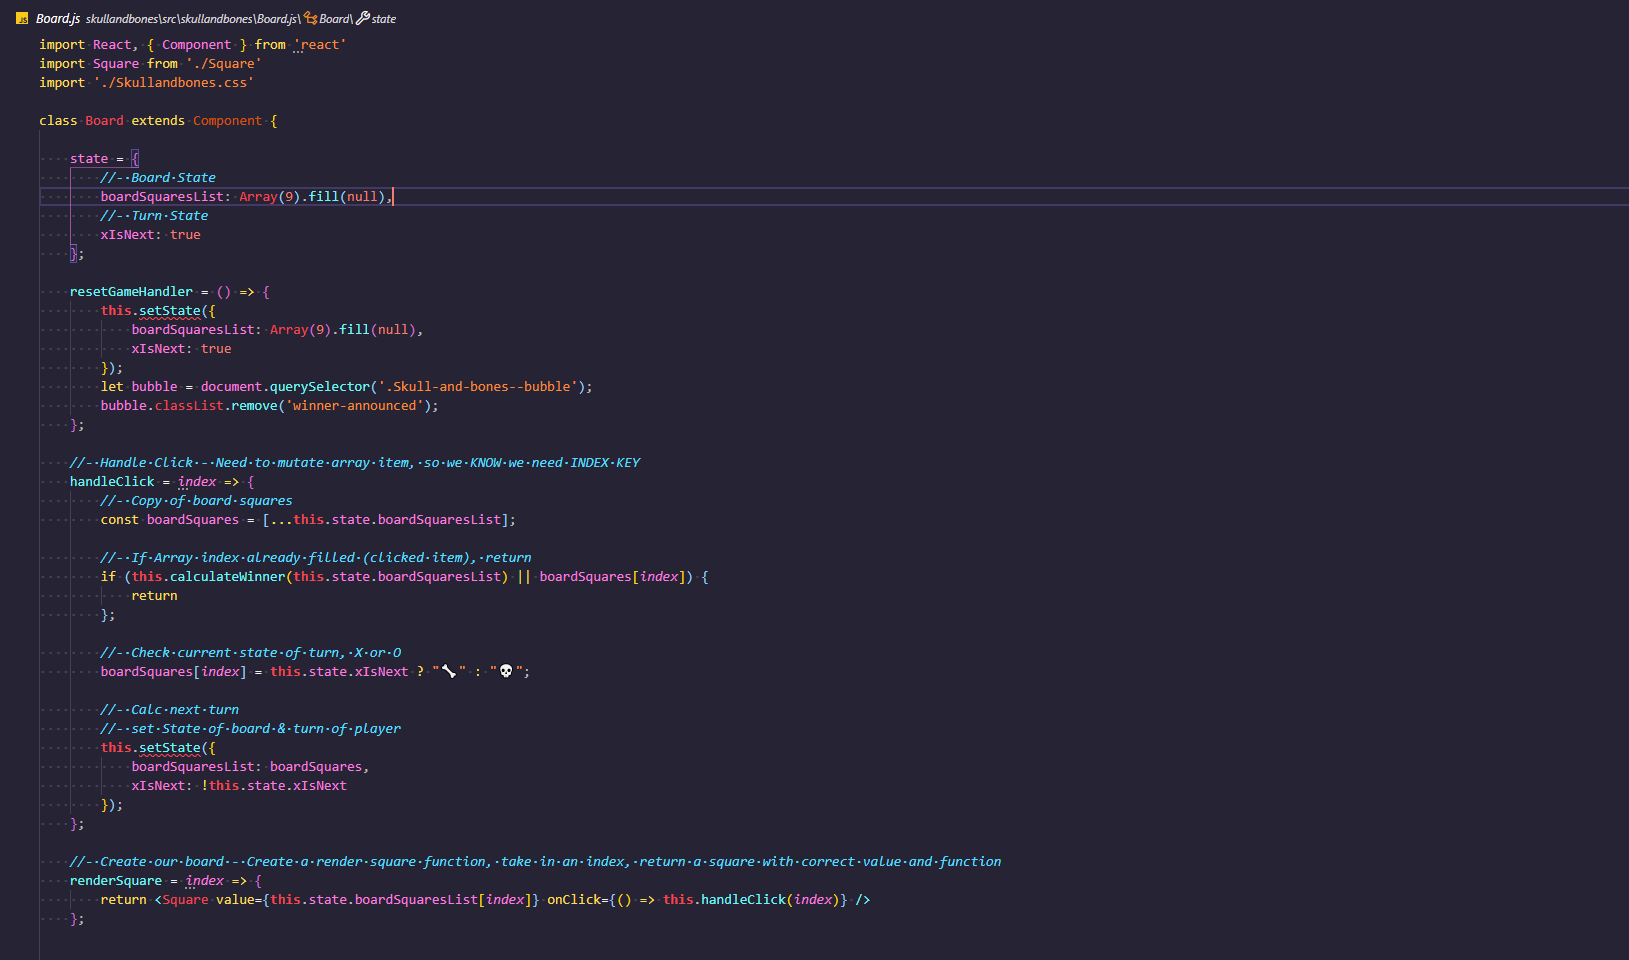 JS Board.js skullandbones\src\skullandbones\Board.js\Board\state
import React, { Component } from 'react'
import Square from './Square'
import './Skullandbones.css'
class Board extends Component {
state = {
//- Board State
boardSquaresList: Array(9).fill(null),
//- Turn State
xIsNext: true
};
resetGameHandler = () => {
this.setState({
boardSquaresList: Array(9).fill(null),
xIsNext: true
});
let bubble = document.querySelector('.Skull-and-bones--bubble');
bubble.classList.remove('winner-announced');
};
//- Handle Click - Need to mutate array item, so we KNOW we need INDEX KEY
handleClick = index => {
//- Copy of board squares
const boardSquares = [...this.state.boardSquaresList];
//- If Array index already filled (clicked item), return
if (this.calculateWinner(this.state.boardSquaresList) || boardSquares[index]) {
return
};
//- Check current state of turn, X or O
boardSquares[index] = this.state.xIsNext ? "🦴" : "💀";
//- Calc next turn
//- set State of board & turn of player
this.setState({
boardSquaresList: boardSquares,
xIsNext: !this.state.xIsNext
});
};
//- Create our board - Create a render square function, take in an index, return a square with correct value and function
renderSquare = index => {
return <Square value={this.state.boardSquaresList[index]} onClick={() => this.handleClick(index)} />
};